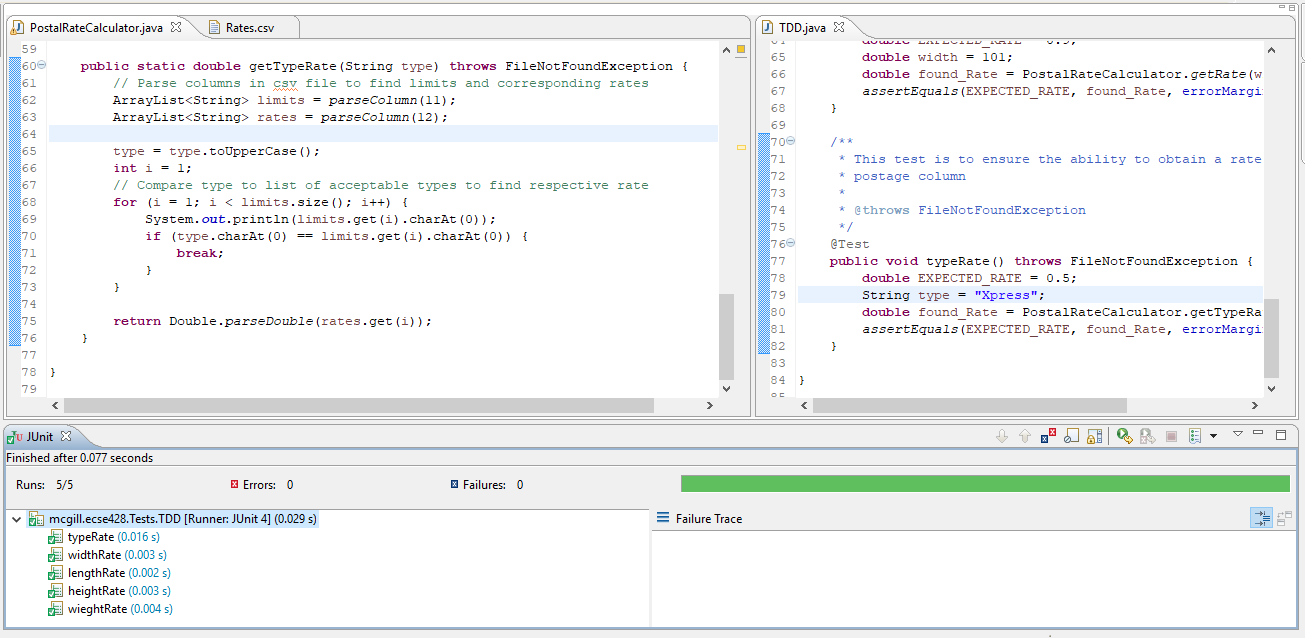 PostalRateCalculator.java
Rates.csv
59
60 public static double getTypeRate(String type) throws FileNotFoundException {
61 // Parse columns in csv file to find limits and corresponding rates
62 ArrayList<String> limits = parseColumn(11);
63 ArrayList<String> rates = parseColumn(12);
64
65 type = type.toUpperCase();
66 int i = 1;
67 // Compare type to list of acceptable types to find respective rate
68 for (i = 1; i < limits.size(); i++) {
69 System.out.println(limits.get(i).charAt(0));
70 if (type.charAt(0) == limits.get(i).charAt(0)) {
71 break;
72 }
73 }
74
75 return Double.parseDouble(rates.get(i));
76 }
77
78 }
79
TDD.java
65 double width = 101;
66 double found_Rate = PostalRateCalculator.getRate(w
67 assertEquals(EXPECTED_RATE, found_Rate, errorMargi
68 }
69
70 /**
71 * This test is to ensure the ability to obtain a rate
72 * postage column
73 *
74 * @throws FileNotFoundException
75 */
76 @Test
77 public void typeRate() throws FileNotFoundException {
78 double EXPECTED_RATE = 0.5;
79 String type = "Xpress";
80 double found_Rate = PostalRateCalculator.getTypeRa
81 assertEquals(EXPECTED_RATE, found_Rate, errorMargi
82 }
83
84 }
JUnit
Finished after 0.077 seconds
Runs: 5/5 Errors: 0 Failures: 0
mcgill.ecse428.Tests.TDD [Runner: JUnit 4] (0.029 s)
typeRate (0.016 s)
widthRate (0.003 s)
lengthRate (0.002 s)
heightRate (0.003 s)
wieghtRate (0.004 s)
Failure Trace